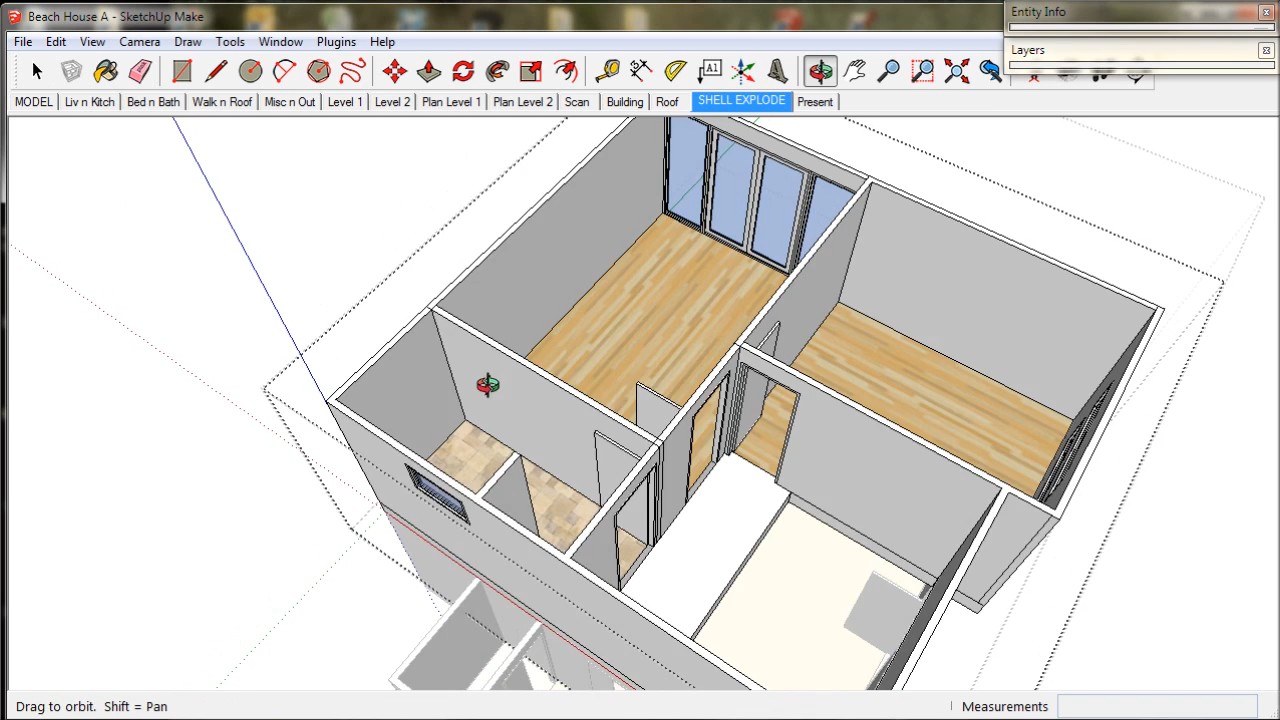 Beach House A - SketchUp Make
Entity Info
File Edit View Camera Draw Tools Window Plugins Help
Layers
A1
MODEL Liv n Kitch Bed n Bath Walk n Roof Misc n Out Level 1 Level 2 Plan Level 1 Plan Level 2 Scan Building Roof SHELL EXPLODE Present
Drag to orbit. Shift = Pan
Measurements